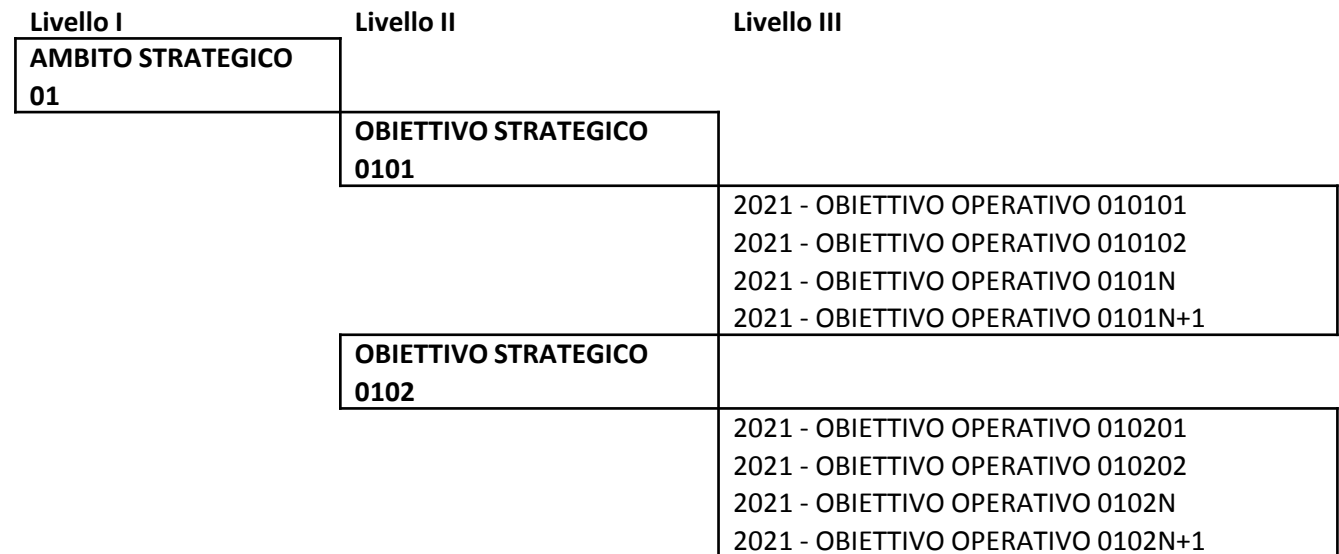 Livello I Livello II Livello III
AMBITO STRATEGICO
01
OBIETTIVO STRATEGICO
0101
2021 - OBIETTIVO OPERATIVO 010101
2021 - OBIETTIVO OPERATIVO 010102
2021 - OBIETTIVO OPERATIVO 0101N
2021 - OBIETTIVO OPERATIVO 0101N+1
OBIETTIVO STRATEGICO
0102
2021 - OBIETTIVO OPERATIVO 010201
2021 - OBIETTIVO OPERATIVO 010202
2021 - OBIETTIVO OPERATIVO 0102N
2021 - OBIETTIVO OPERATIVO 0102N+1